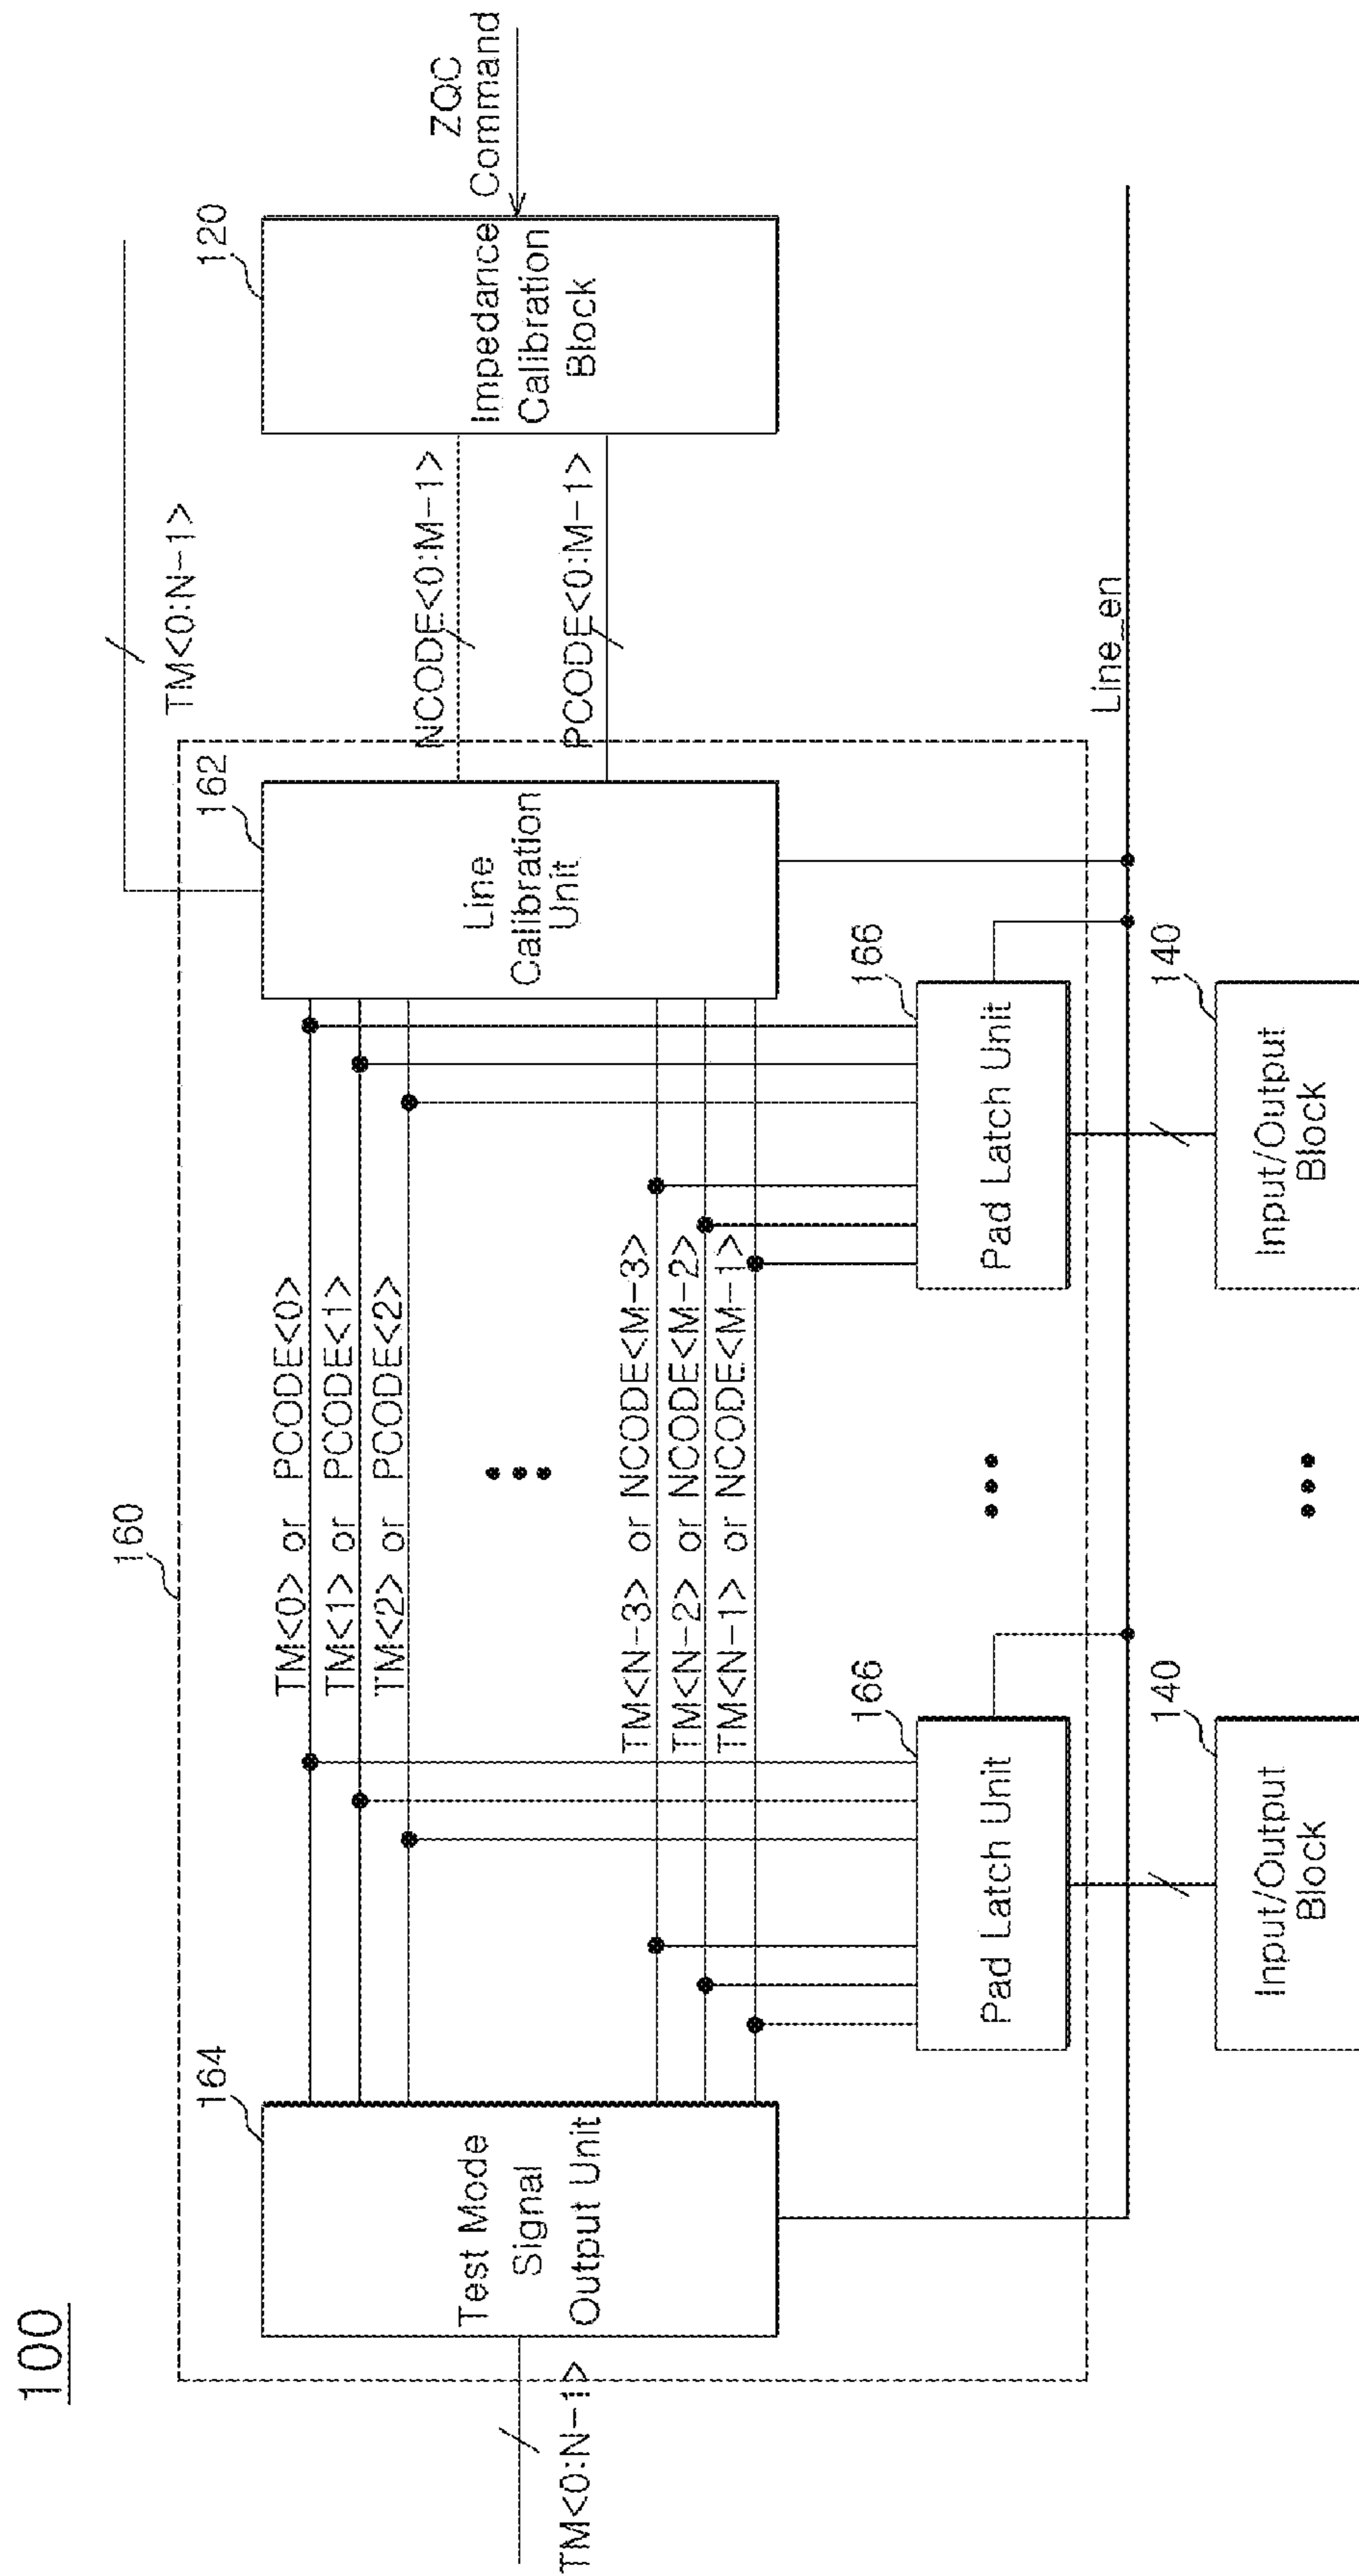 100
160
TM<0:N-1>
164
Test Mode
Signal
Output Unit
TM<0> or PCODE<0>
TM<1> or PCODE<1>
TM<2> or PCODE<2>
TM<N-3> or NCODE<M-3>
TM<N-2> or NCODE<M-2>
TM<N-1> or NCODE<M-1>
162
Line
Calibration
Unit
TM<0:N-1>
NCODE<0:M-1>
PCODE<0:M-1>
120
Impedance
Calibration
Block
ZQC
Command
166
Pad Latch Unit
166
Pad Latch Unit
Line_en
140
Input/Output
Block
140
Input/Output
Block